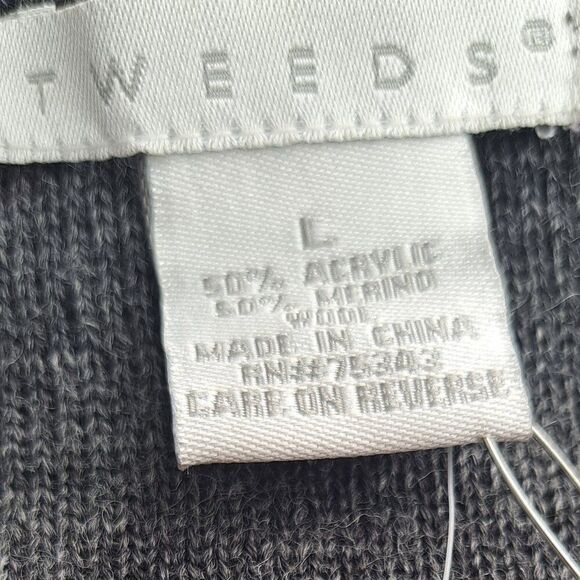 TWEEDS®
L
50% ACRYLIC
50% MERINO
WOOL
MADE IN CHINA
RN#75343
CARE ON REVERSE